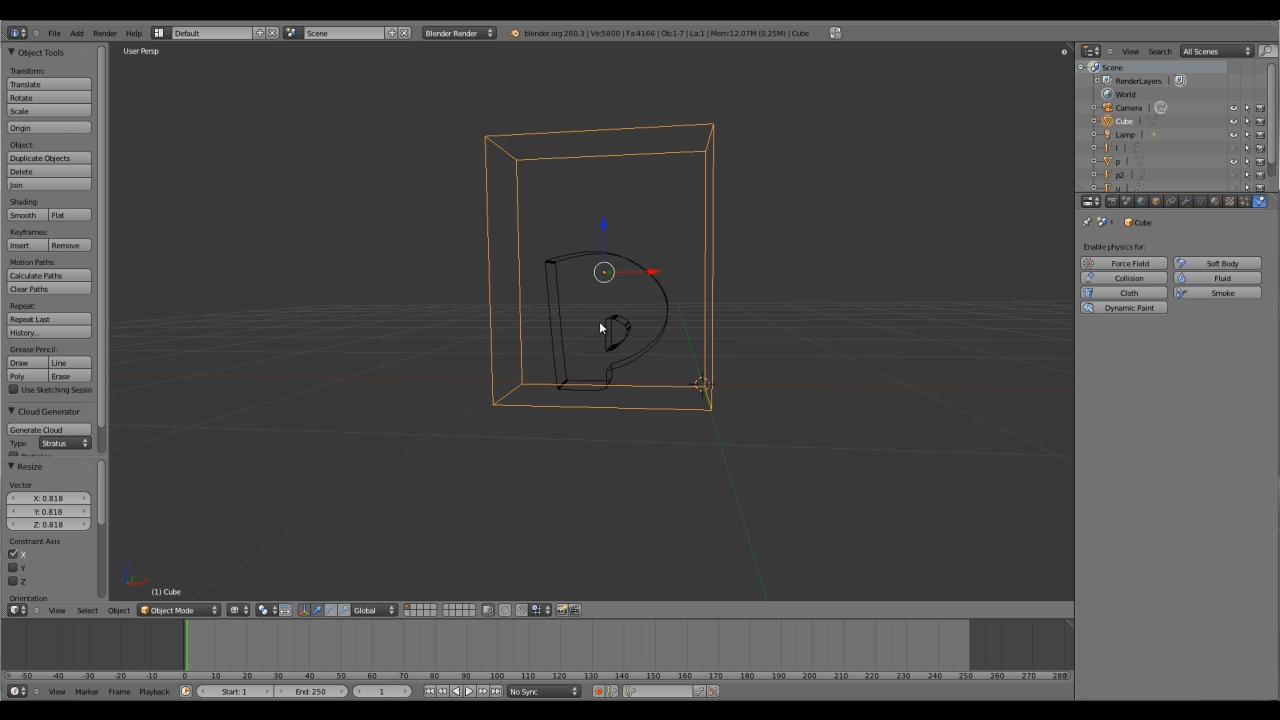 File Add Render Help Default Scene Blender Render blender.org 260.3 | Ve:5800 | Fa:4166 | Ob:1-7 | La:1 | Mem:12.07M (0.25M) | Cube
Object Tools
Transform:
Translate
Rotate
Scale
Origin
Object:
Duplicate Objects
Delete
Join
Shading:
Smooth Flat
Keyframes:
Insert Remove
Motion Paths:
Calculate Paths
Clear Paths
Repeat:
Repeat Last
History...
Grease Pencil:
Draw Line
Poly Erase
Use Sketching Sessio
Cloud Generator
Generate Cloud
Type: Stratus
Resize
Vector
X: 0.818
Y: 0.818
Z: 0.818
Constraint Axis
X
Y
Z
Orientation
User Persp
(1) Cube
View Select Object Object Mode Global
View Search All Scenes
Scene
RenderLayers
World
Camera
Cube
Lamp
l
p
p2
u
Cube
Enable physics for:
Force Field Soft Body
Collision Fluid
Cloth Smoke
Dynamic Paint
-50 -40 -30 -20 -10 0 10 20 30 40 50 60 70 80 90 100 110 120 130 140 150 160 170 180 190 200 210 220 230 240 250 260 270 280
View Marker Frame Playback Start: 1 End: 250 1 No Sync